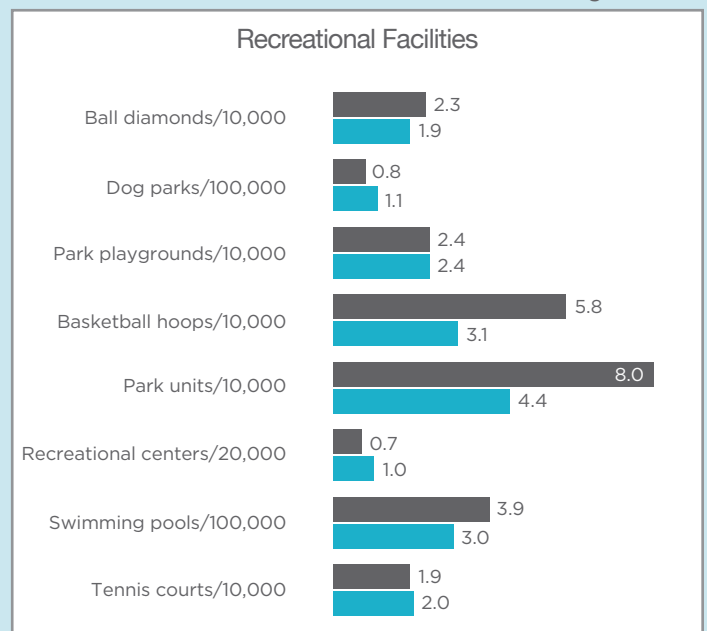 Recreational Facilities
Ball diamonds/10,000
2.3
1.9
Dog parks/100,000
0.8
1.1
Park playgrounds/10,000
2.4
2.4
Basketball hoops/10,000
5.8
3.1
Park units/10,000
8.0
4.4
Recreational centers/20,000
0.7
1.0
Swimming pools/100,000
3.9
3.0
Tennis courts/10,000
1.9
2.0